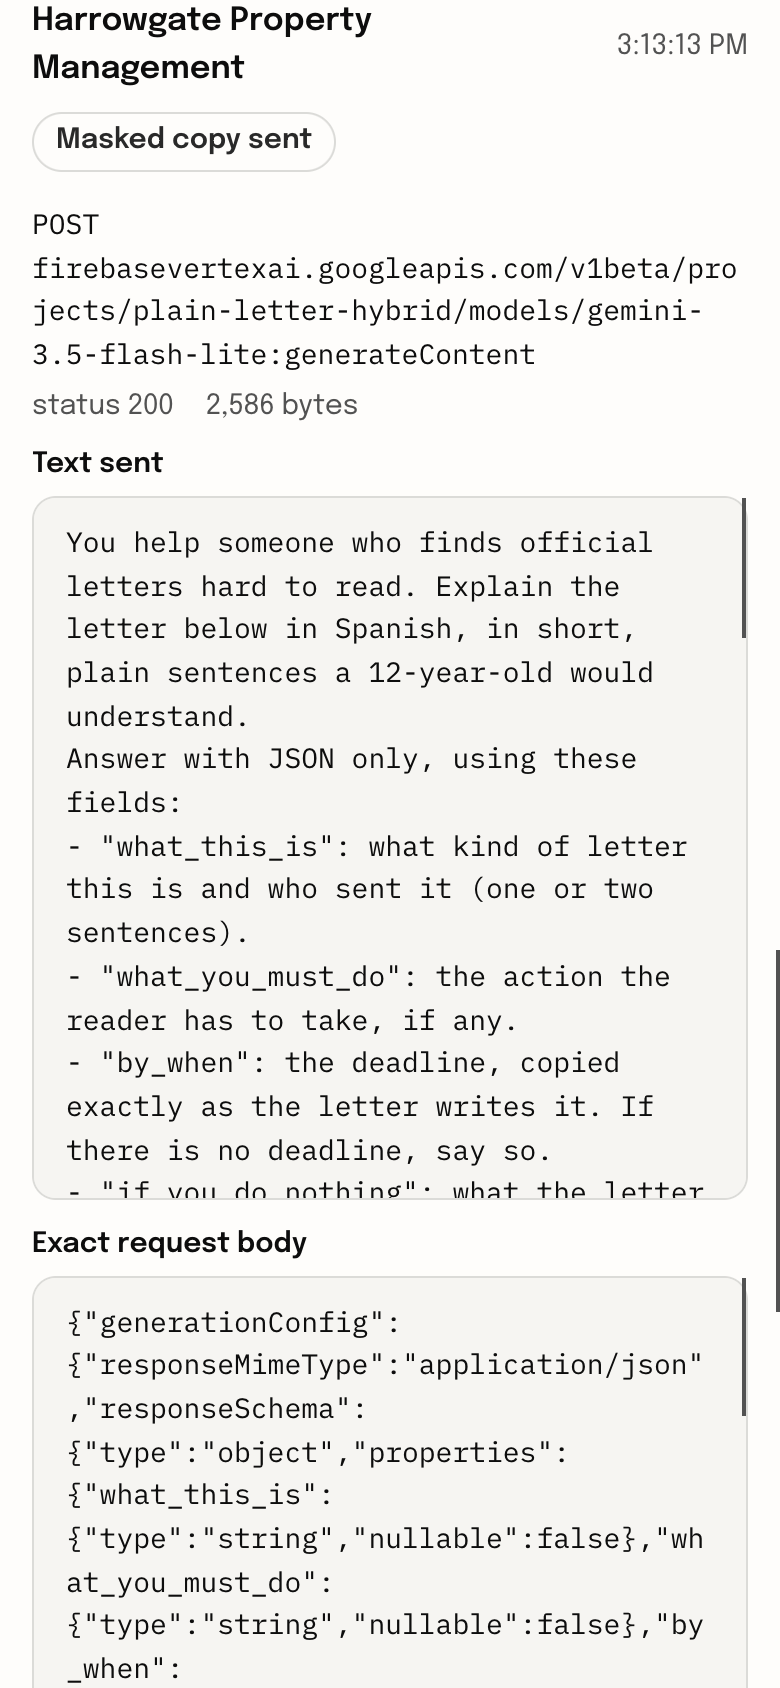 Harrowgate Property
Management
3:13:13 PM
Masked copy sent
POST
firebasevertexai.googleapis.com/v1beta/pro
jects/plain-letter-hybrid/models/gemini-
3.5-flash-lite:generateContent
status 200 2,586 bytes
Text sent
You help someone who finds official
letters hard to read. Explain the
letter below in Spanish, in short,
plain sentences a 12-year-old would
understand.
Answer with JSON only, using these
fields:
- "what_this_is": what kind of letter
this is and who sent it (one or two
sentences).
- "what_you_must_do": the action the
reader has to take, if any.
- "by_when": the deadline, copied
exactly as the letter writes it. If
there is no deadline, say so.
- "if_you_do_nothing": what the letter
Exact request body
{"generationConfig":
{"responseMimeType":"application/json"
,"responseSchema":
{"type":"object","properties":
{"what_this_is":
{"type":"string","nullable":false},"wh
at_you_must_do":
{"type":"string","nullable":false},"by
_when":